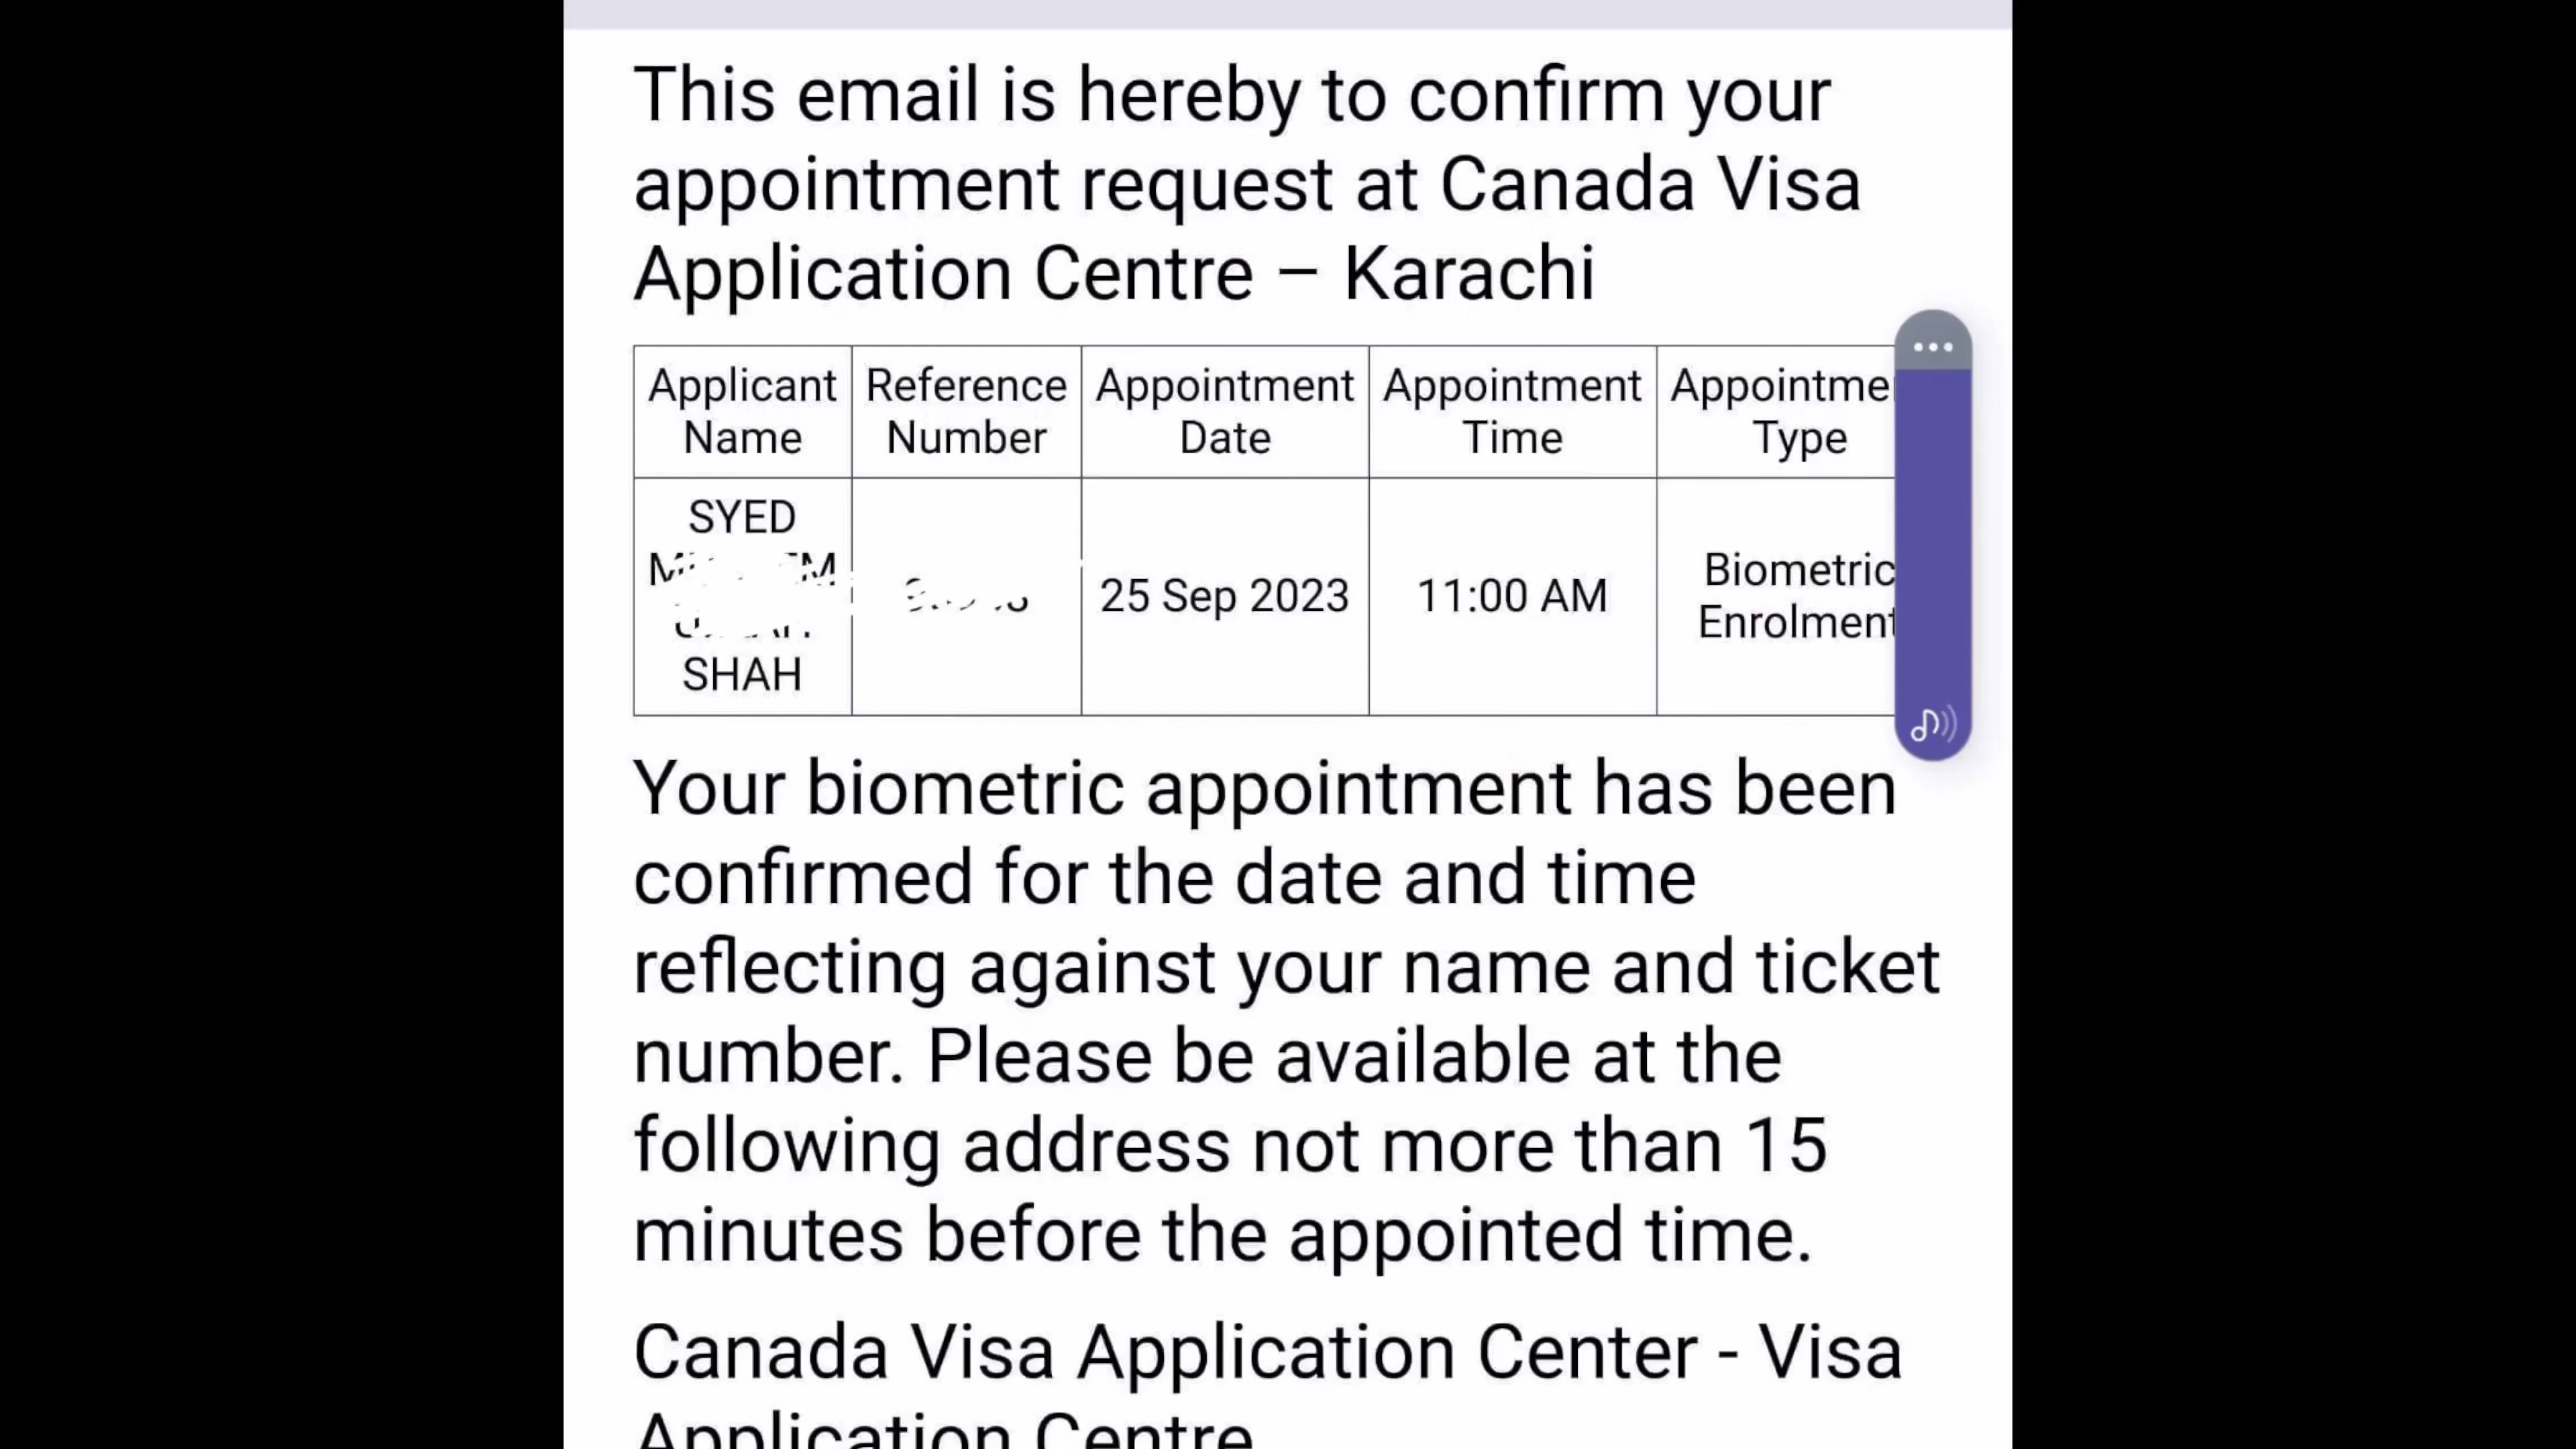 This email is hereby to confirm your
appointment request at Canada Visa
Application Centre – Karachi
Applicant Name
Reference Number
Appointment Date
Appointment Time
Type
SYED
SHAH
25 Sep 2023
11:00 AM
Biometric
Enrolment
Your biometric appointment has been
confirmed for the date and time
reflecting against your name and ticket
number. Please be available at the
following address not more than 15
minutes before the appointed time.
Canada Visa Application Center - Visa
Application Centre